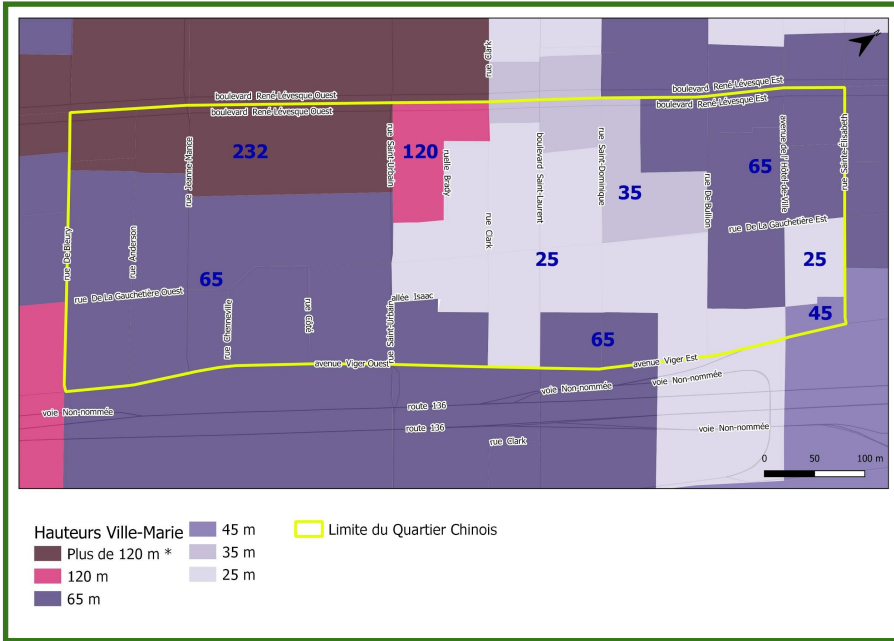 rue Clark
boulevard René-Lévesque Ouest
boulevard René-Lévesque Est
boulevard René-Lévesque Ouest
boulevard René-Lévesque Est
232
120
35
65
rue Jeanne-Mance
rue Saint-Urbain
ruelle Brady
boulevard Saint-Laurent
rue Saint-Dominique
rue De Bullion
avenue de l'Hôtel-de-Ville
rue Sainte-Élisabeth
rue De Bleury
rue Anderson
rue Clark
rue De La Gauchetière Est
65
25
25
rue De La Gauchetière Ouest
allée Isaac
rue Chenneville
rue Côté
rue Saint-Urbain
65
45
avenue Viger Ouest
avenue Viger Est
voie Non-nommée
voie Non-nommée
voie Non-nommée
route 136
route 136
voie Non-nommée
rue Clark
0 50 100 m
Hauteurs Ville-Marie
Plus de 120 m *
120 m
65 m
45 m
35 m
25 m
Limite du Quartier Chinois